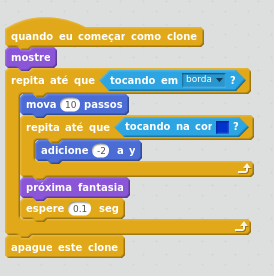 quando eu começar como clone
mostre
repita até que tocando em borda ?
mova 10 passos
repita até que tocando na cor ?
adicione -2 a y
próxima fantasia
espere 0.1 seg
apague este clone